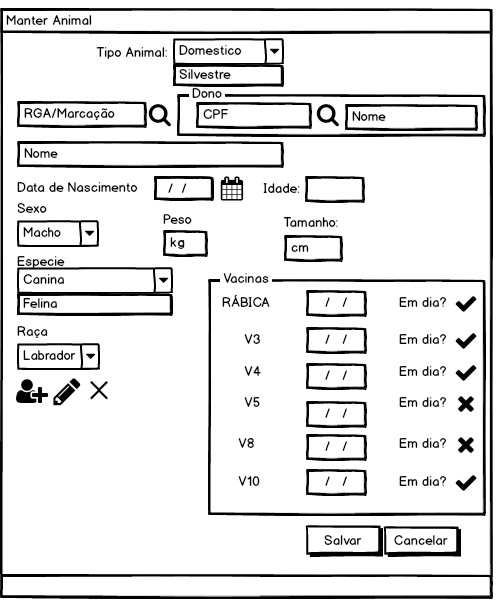 Manter Animal
Tipo Animal: Domestico
Silvestre
Dono
RGA/Marcação CPF Nome
Nome
Data de Nascimento / / Idade:
Sexo
Macho
Peso
kg
Tamanho:
cm
Especie
Canina
Felina
Raça
Labrador
Vacinas
RÁBICA / / Em dia?
V3 / / Em dia?
V4 / / Em dia?
V5 / / Em dia?
V8 / / Em dia?
V10 / / Em dia?
Salvar Cancelar